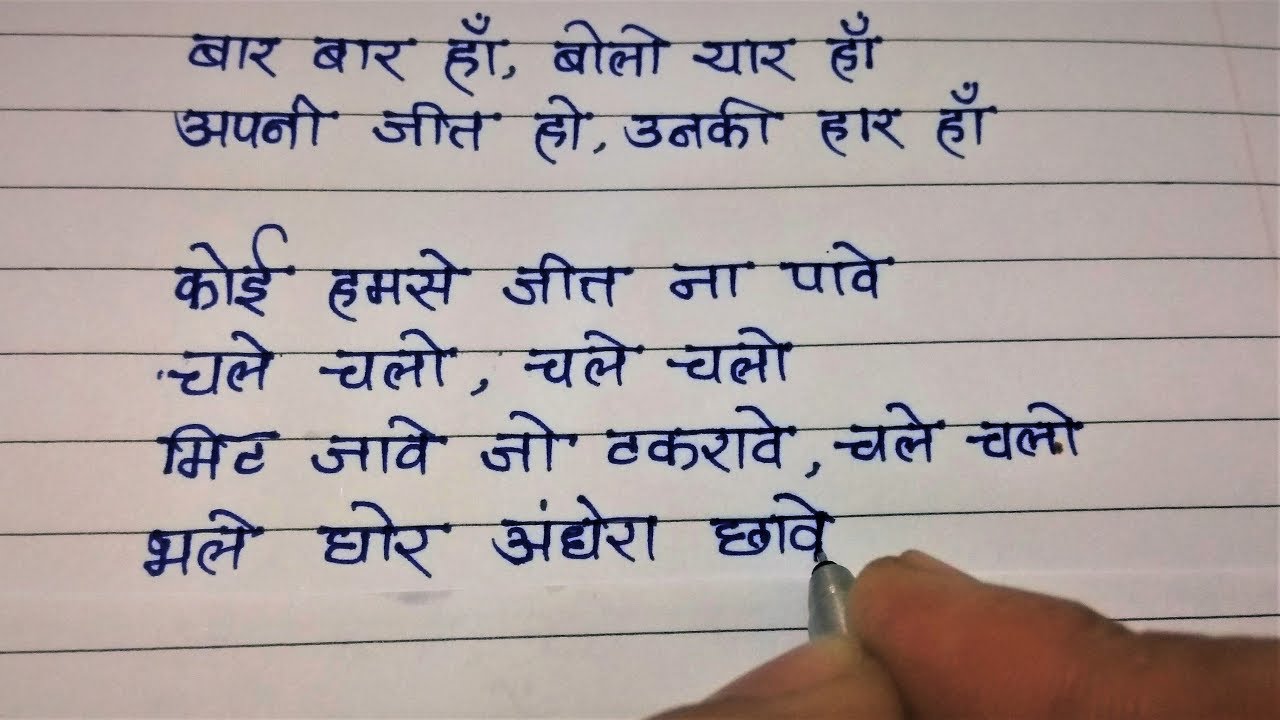 बार बार हाँ, बोलो यार हाँ
अपनी जीत हो, उनकी हार हाँ
कोई हमसे जीत ना पावे
चले चलो, चले चलो
मिट जावे जो टकरावे, चले चलो
भले घोर अंधेरा छावे